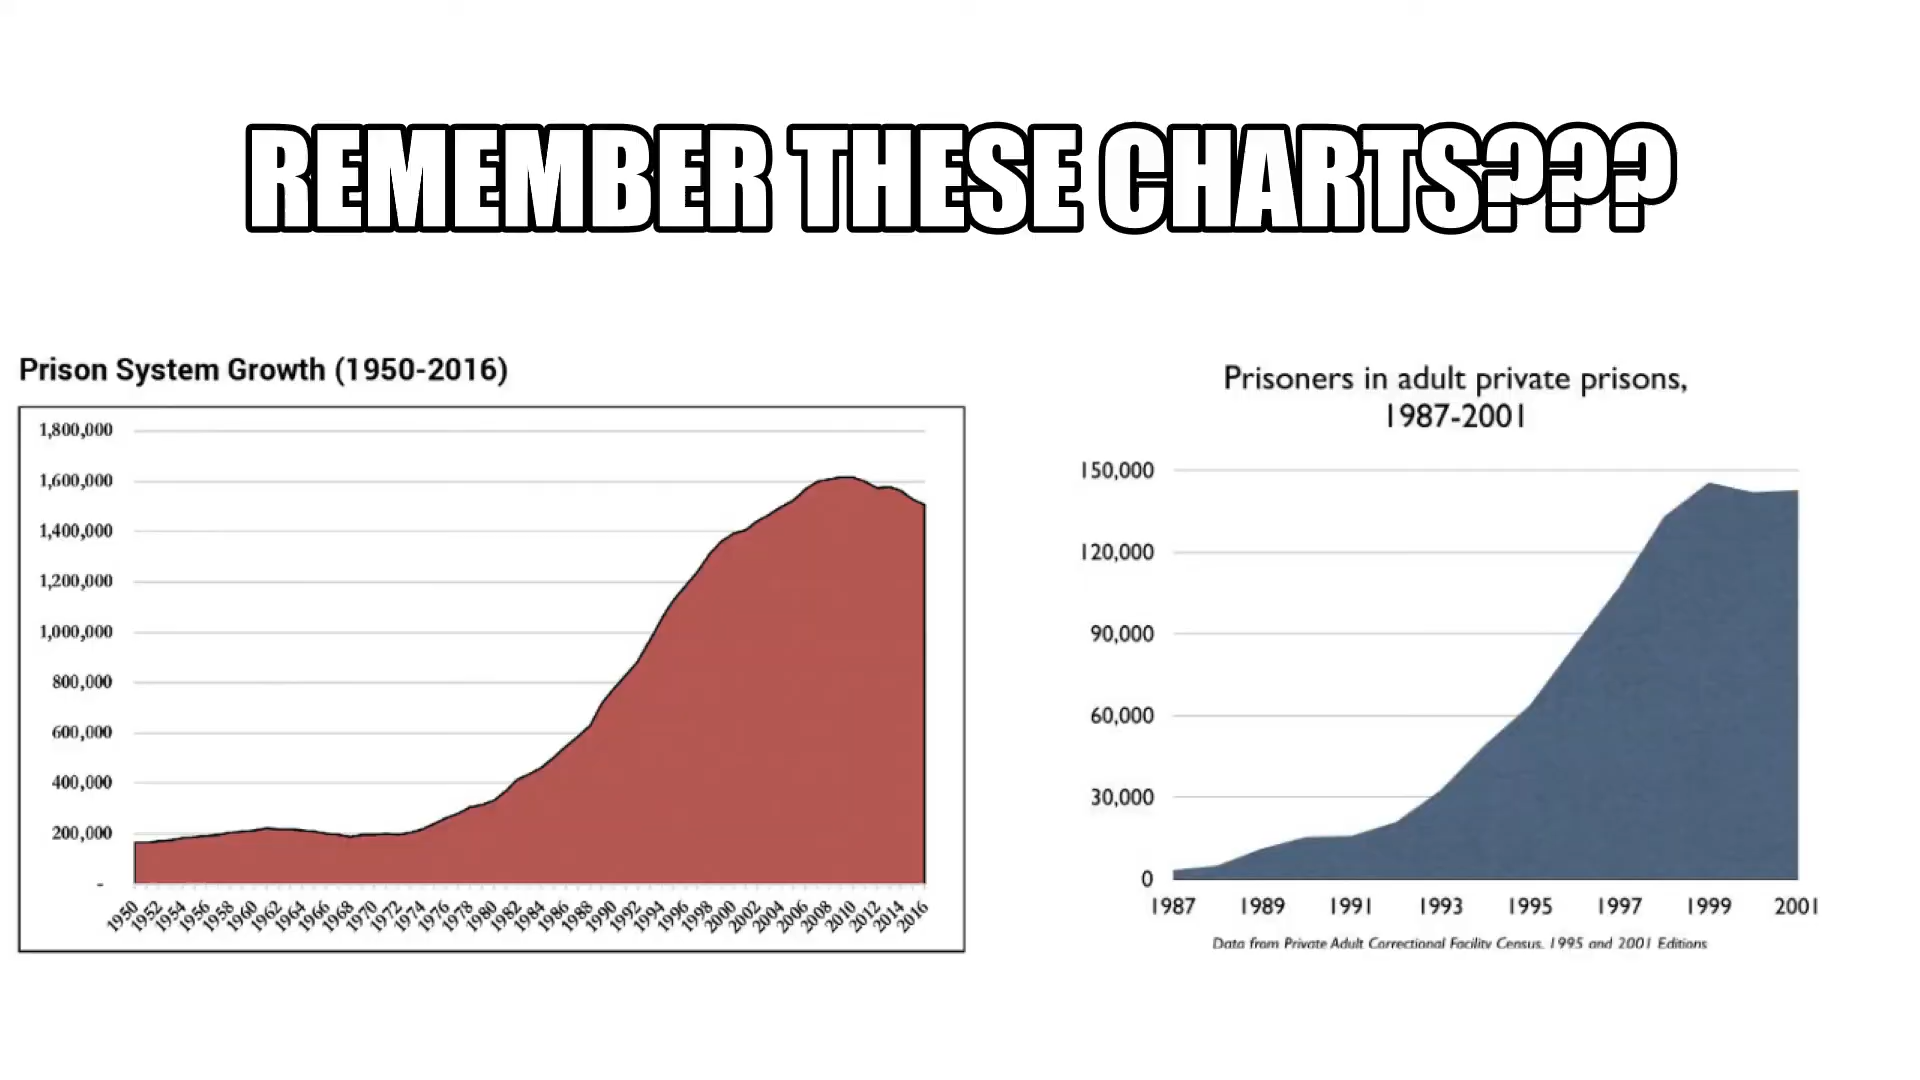 REMEMBER THESE CHARTS???
Prison System Growth (1950-2016)
1,800,000
1,600,000
1,400,000
1,200,000
1,000,000
800,000
600,000
400,000
200,000
-
1950 1952 1954 1956 1958 1960 1962 1964 1966 1968 1970 1972 1974 1976 1978 1980 1982 1984 1986 1988 1990 1992 1994 1996 1998 2000 2002 2004 2006 2008 2010 2012 2014 2016
Prisoners in adult private prisons,
1987-2001
150,000
120,000
90,000
60,000
30,000
0
1987 1989 1991 1993 1995 1997 1999 2001
Data from Private Adult Correctional Facility Census, 1995 and 2001 Editions